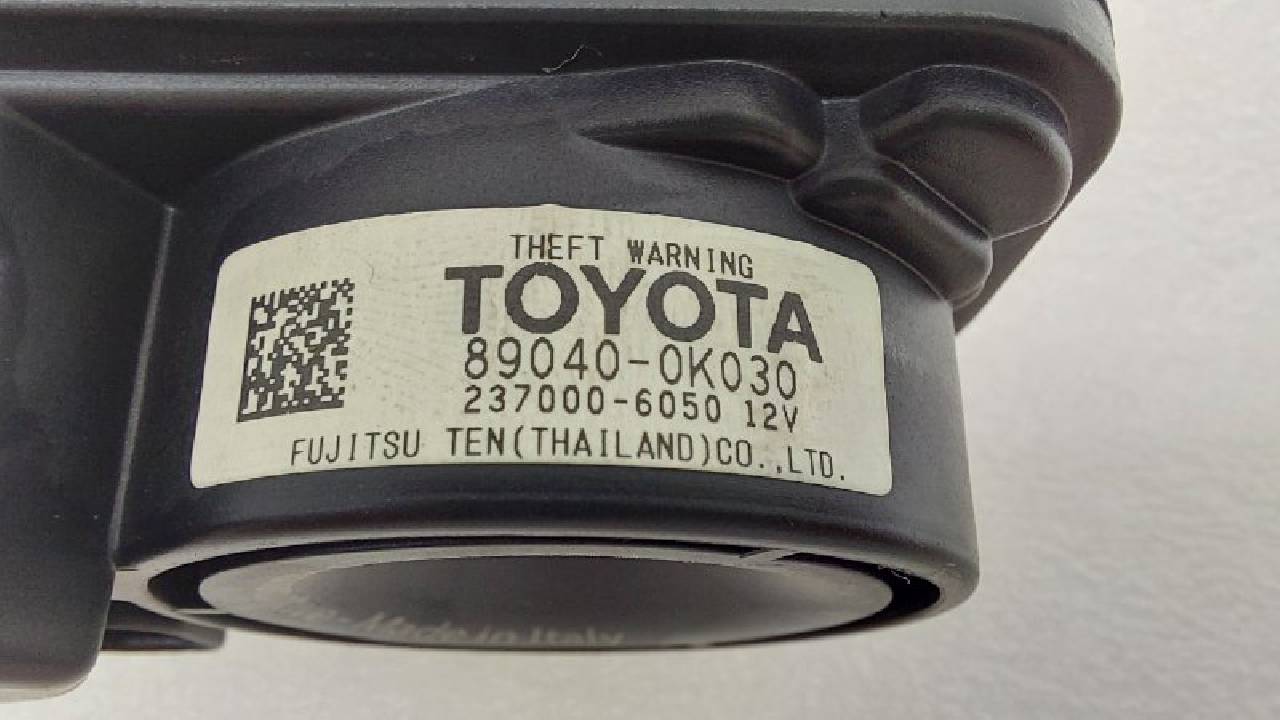 THEFT WARNING
TOYOTA
89040-0K030
237000-6050 12V
FUJITSU TEN(THAILAND)CO.,LTD.
Made in Italy